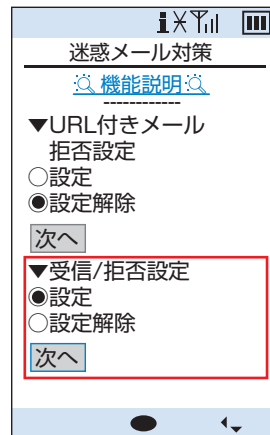 迷惑メール対策
機能説明
------------
▼URL付きメール
拒否設定
○設定
◉設定解除
次へ
▼受信/拒否設定
◉設定
○設定解除
次へ